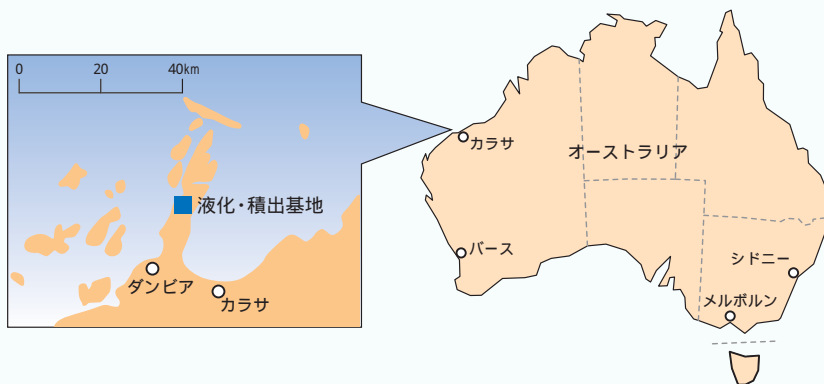 0 20 40km
液化・積出基地
ダンピア
カラサ
カラサ
オーストラリア
パース
シドニー
メルボルン